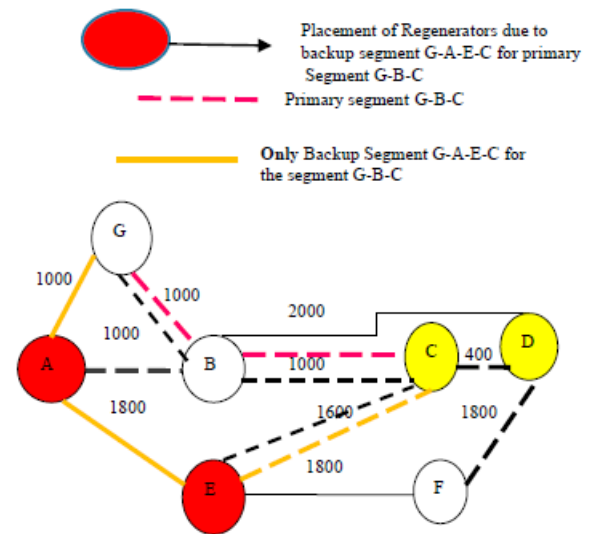 Placement of Regenerators due to
backup segment G-A-E-C for primary
Segment G-B-C
Primary segment G-B-C
Only Backup Segment G-A-E-C for
the segment G-B-C
G
1000
1000
2000
1000
A
B
1000
C
400
D
1800
1600
1800
1800
E
F